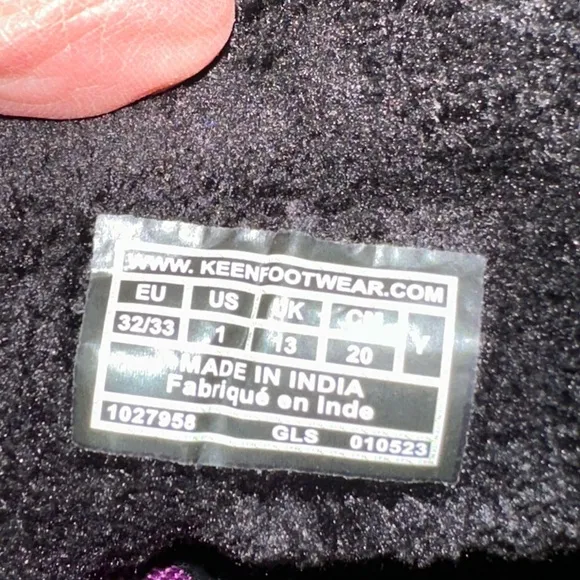 WWW. KEENFOOTWEAR.COM
EU US UK CM Y
32/33 1 13 20
MADE IN INDIA
Fabriqué en Inde
1027958 GLS 010523